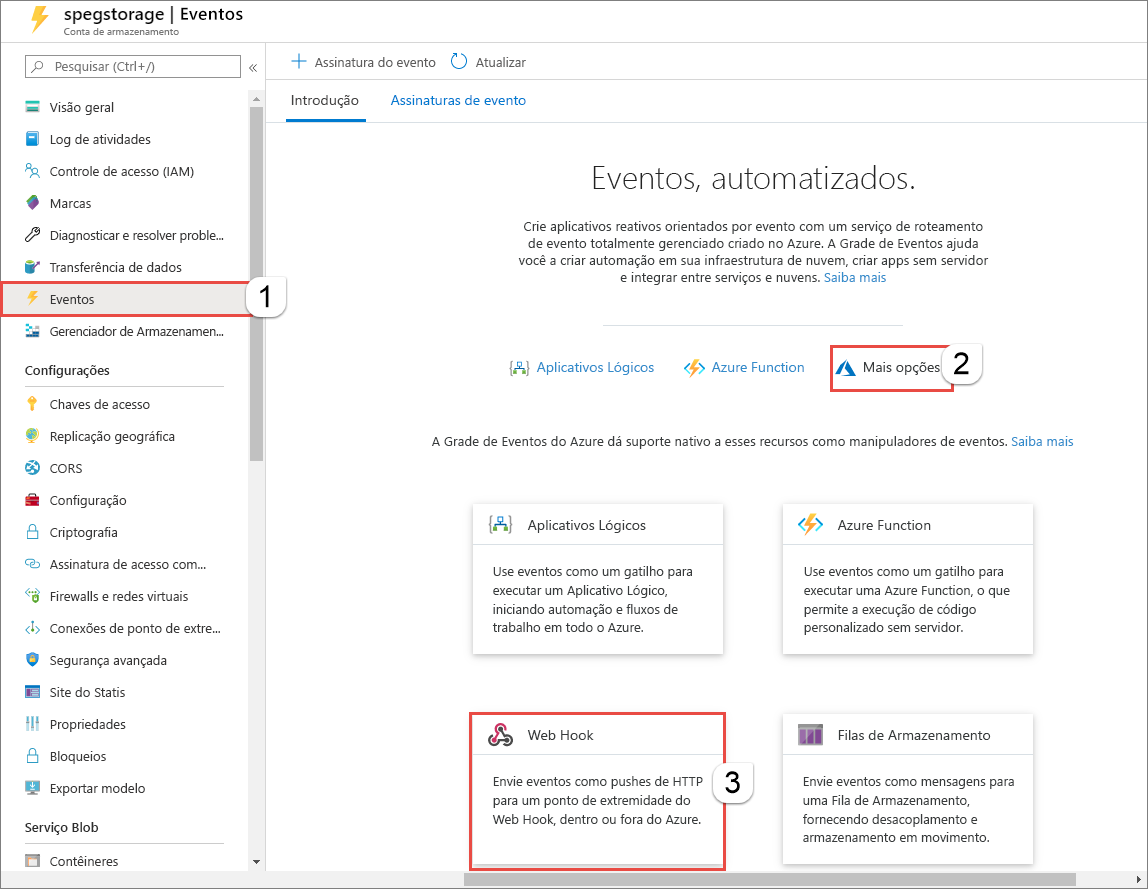 spegstorage | Eventos
Conta de armazenamento
Pesquisar (Ctrl+/)
«
Visão geral
Log de atividades
Controle de acesso (IAM)
Marcas
Diagnosticar e resolver proble...
Transferência de dados
Eventos
1
Gerenciador de Armazenamen...
Configurações
Chaves de acesso
Replicação geográfica
CORS
Configuração
Criptografia
Assinatura de acesso com...
Firewalls e redes virtuais
Conexões de ponto de extre...
Segurança avançada
Site do Statis
Propriedades
Bloqueios
Exportar modelo
Serviço Blob
Contêineres
Assinatura do evento
Atualizar
Introdução
Assinaturas de evento
Eventos, automatizados.
Crie aplicativos reativos orientados por evento com um serviço de roteamento
de evento totalmente gerenciado criado no Azure. A Grade de Eventos ajuda
você a criar automação em sua infraestrutura de nuvem, criar apps sem servidor
e integrar entre serviços e nuvens. Saiba mais
Aplicativos Lógicos
Azure Function
Mais opções
2
A Grade de Eventos do Azure dá suporte nativo a esses recursos como manipuladores de eventos. Saiba mais
Aplicativos Lógicos
Use eventos como um gatilho para
executar um Aplicativo Lógico,
iniciando automação e fluxos de
trabalho em todo o Azure.
Azure Function
Use eventos como um gatilho para
executar uma Azure Function, o que
permite a execução de código
personalizado sem servidor.
Web Hook
Envie eventos como pushes de HTTP
para um ponto de extremidade do
Web Hook, dentro ou fora do Azure.
3
Filas de Armazenamento
Envie eventos como mensagens para
uma Fila de Armazenamento,
fornecendo desacoplamento e
armazenamento em movimento.